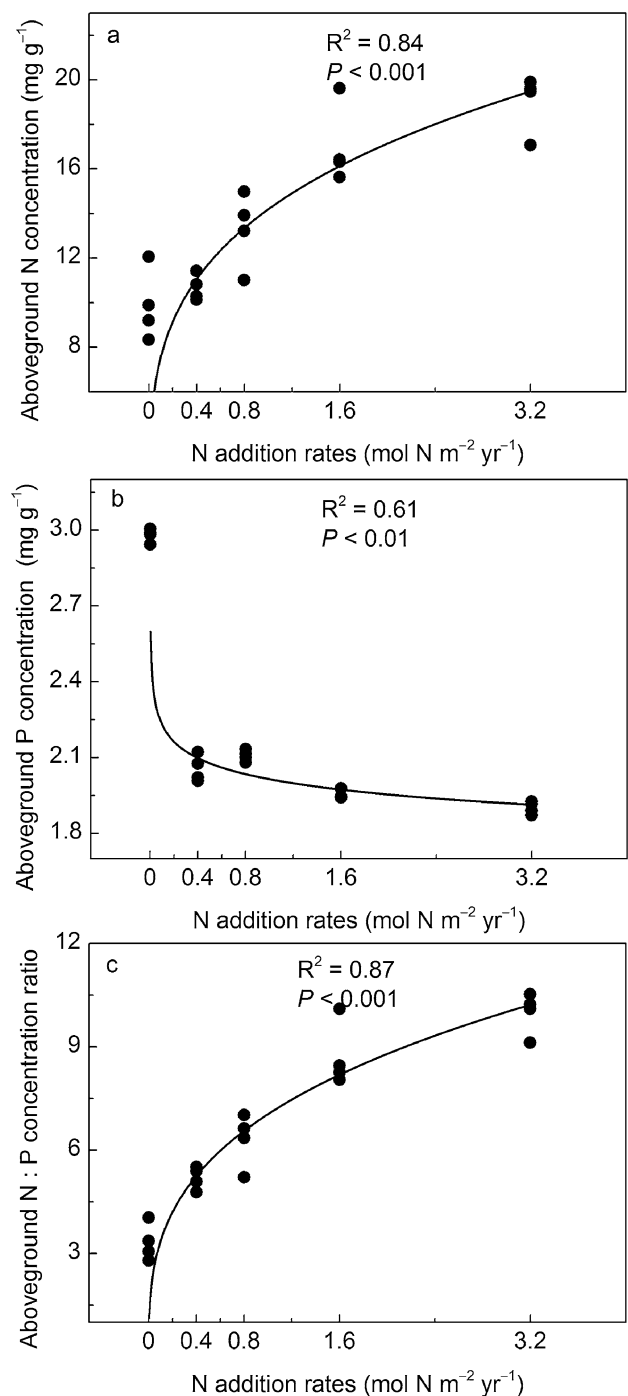 a
R² = 0.84
P < 0.001
Aboveground N concentration (mg g⁻¹)
20
16
12
8
0 0.4 0.8 1.6 3.2
N addition rates (mol N m⁻² yr⁻¹)
b
R² = 0.61
P < 0.01
Aboveground P concentration (mg g⁻¹)
3.0
2.7
2.4
2.1
1.8
0 0.4 0.8 1.6 3.2
N addition rates (mol N m⁻² yr⁻¹)
c
R² = 0.87
P < 0.001
Aboveground N : P concentration ratio
12
9
6
3
0 0.4 0.8 1.6 3.2
N addition rates (mol N m⁻² yr⁻¹)